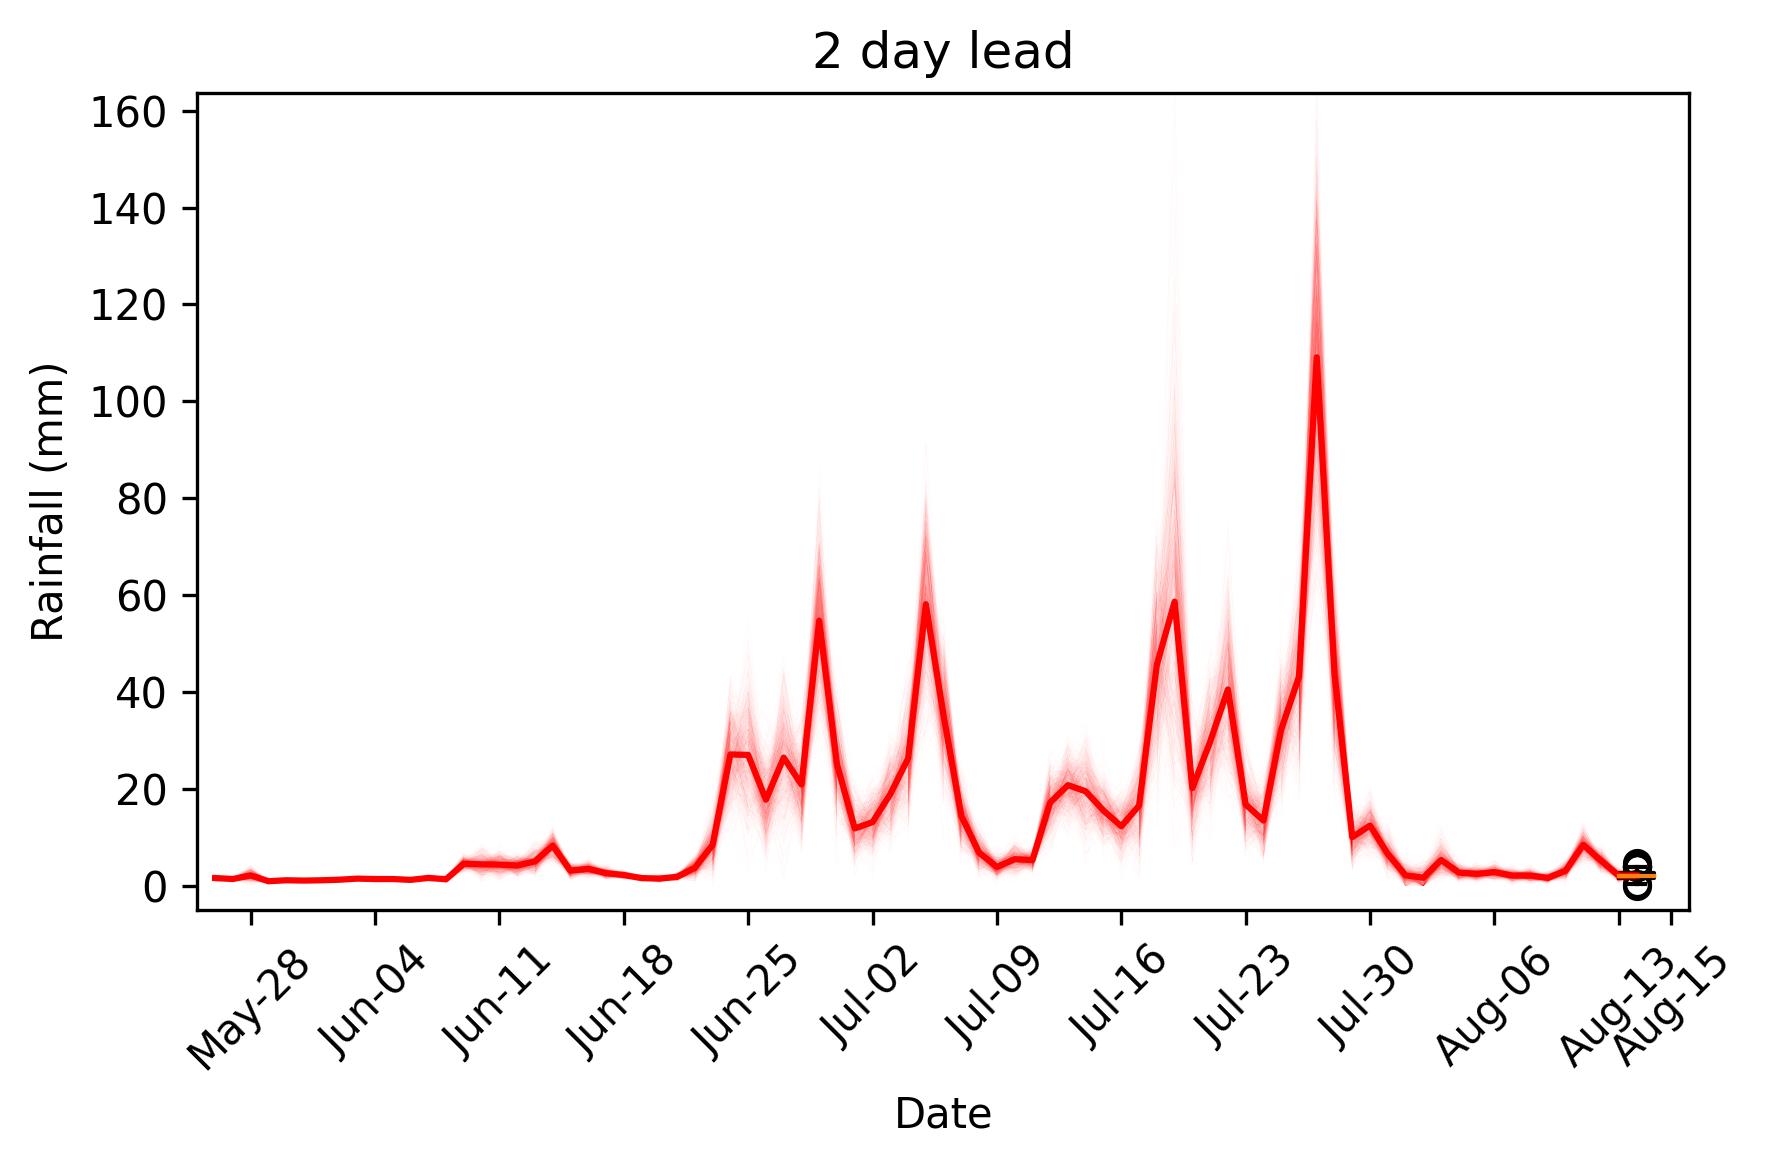 2 day lead
160
140
120
100
80
60
40
20
0
Rainfall (mm)
May-28
Jun-04
Jun-11
Jun-18
Jun-25
Jul-02
Jul-09
Jul-16
Jul-23
Jul-30
Aug-06
Aug-13
Aug-15
Date